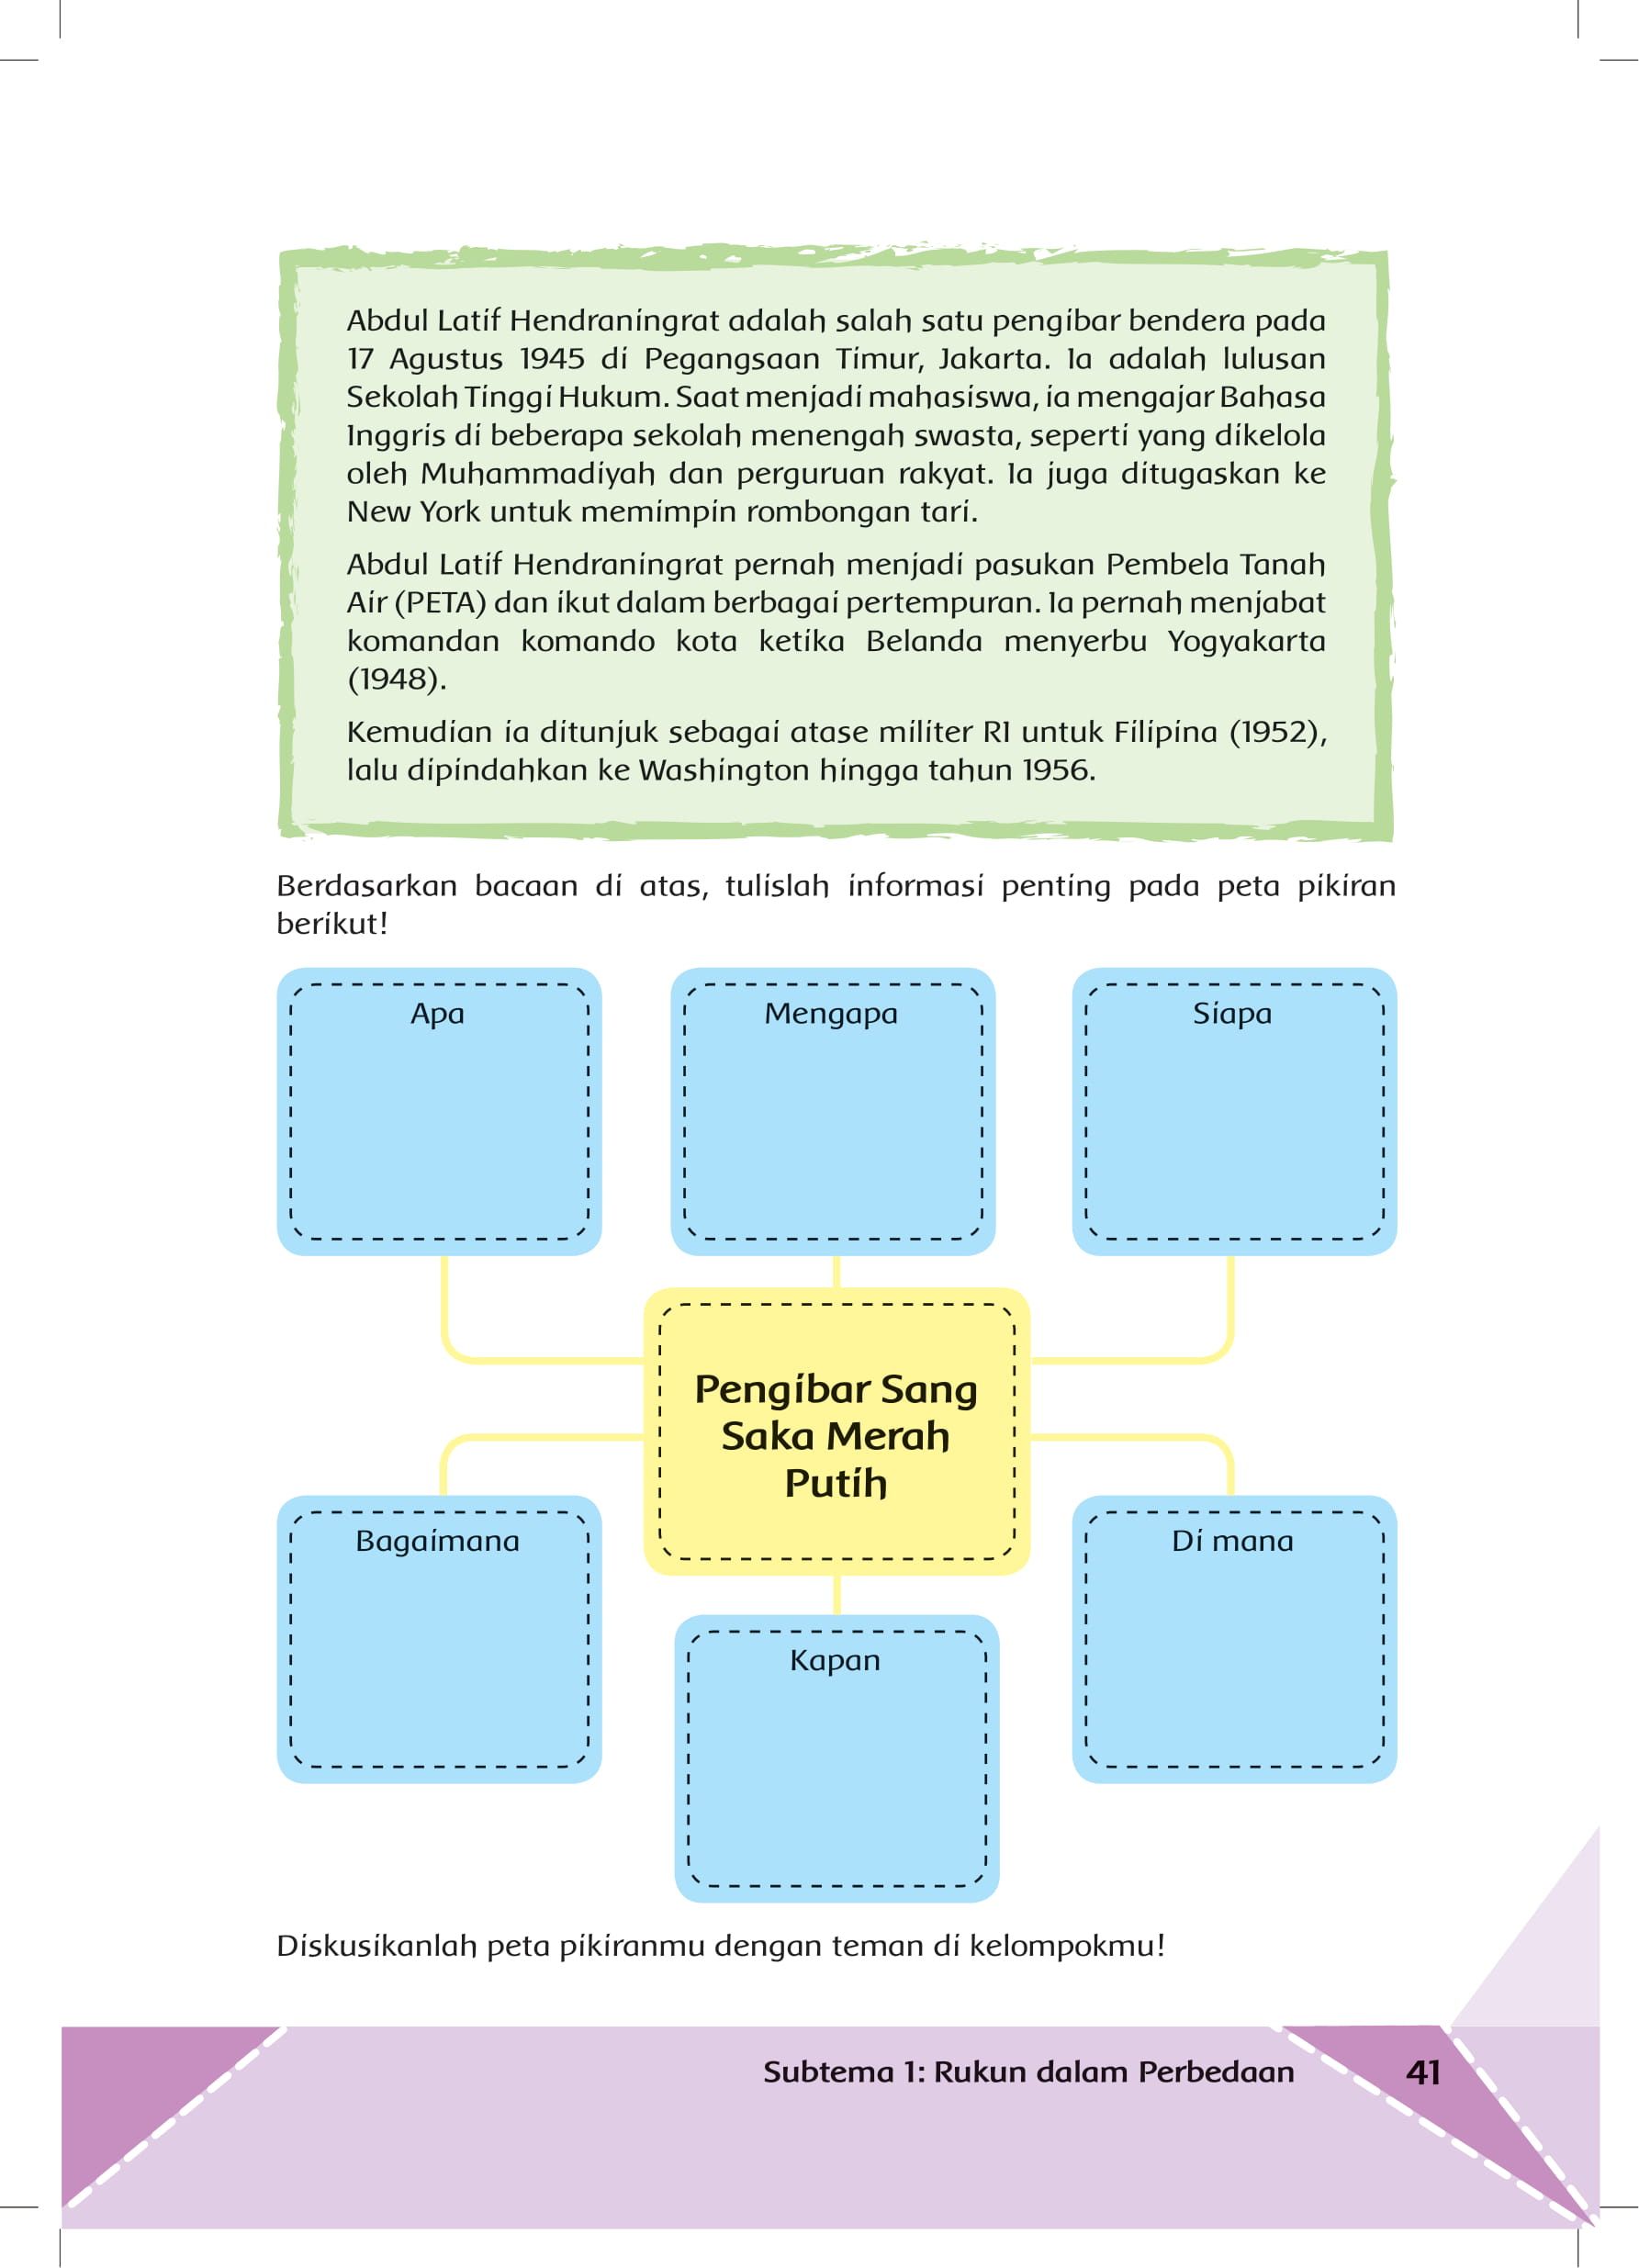 Abdul Latif Hendraningrat adalah salah satu pengibar bendera pada
17 Agustus 1945 di Pegangsaan Timur, Jakarta. Ia adalah lulusan
Sekolah Tinggi Hukum. Saat menjadi mahasiswa, ia mengajar Bahasa
Inggris di beberapa sekolah menengah swasta, seperti yang dikelola
oleh Muhammadiyah dan perguruan rakyat. Ia juga ditugaskan ke
New York untuk memimpin rombongan tari.
Abdul Latif Hendraningrat pernah menjadi pasukan Pembela Tanah
Air (PETA) dan ikut dalam berbagai pertempuran. Ia pernah menjabat
komandan komando kota ketika Belanda menyerbu Yogyakarta
(1948).
Kemudian ia ditunjuk sebagai atase militer RI untuk Filipina (1952),
lalu dipindahkan ke Washington hingga tahun 1956.
Berdasarkan bacaan di atas, tulislah informasi penting pada peta pikiran
berikut!
Apa
Mengapa
Siapa
Pengibar Sang
Saka Merah
Putih
Bagaimana
Di mana
Kapan
Diskusikanlah peta pikiranmu dengan teman di kelompokmu!
Subtema 1: Rukun dalam Perbedaan
41